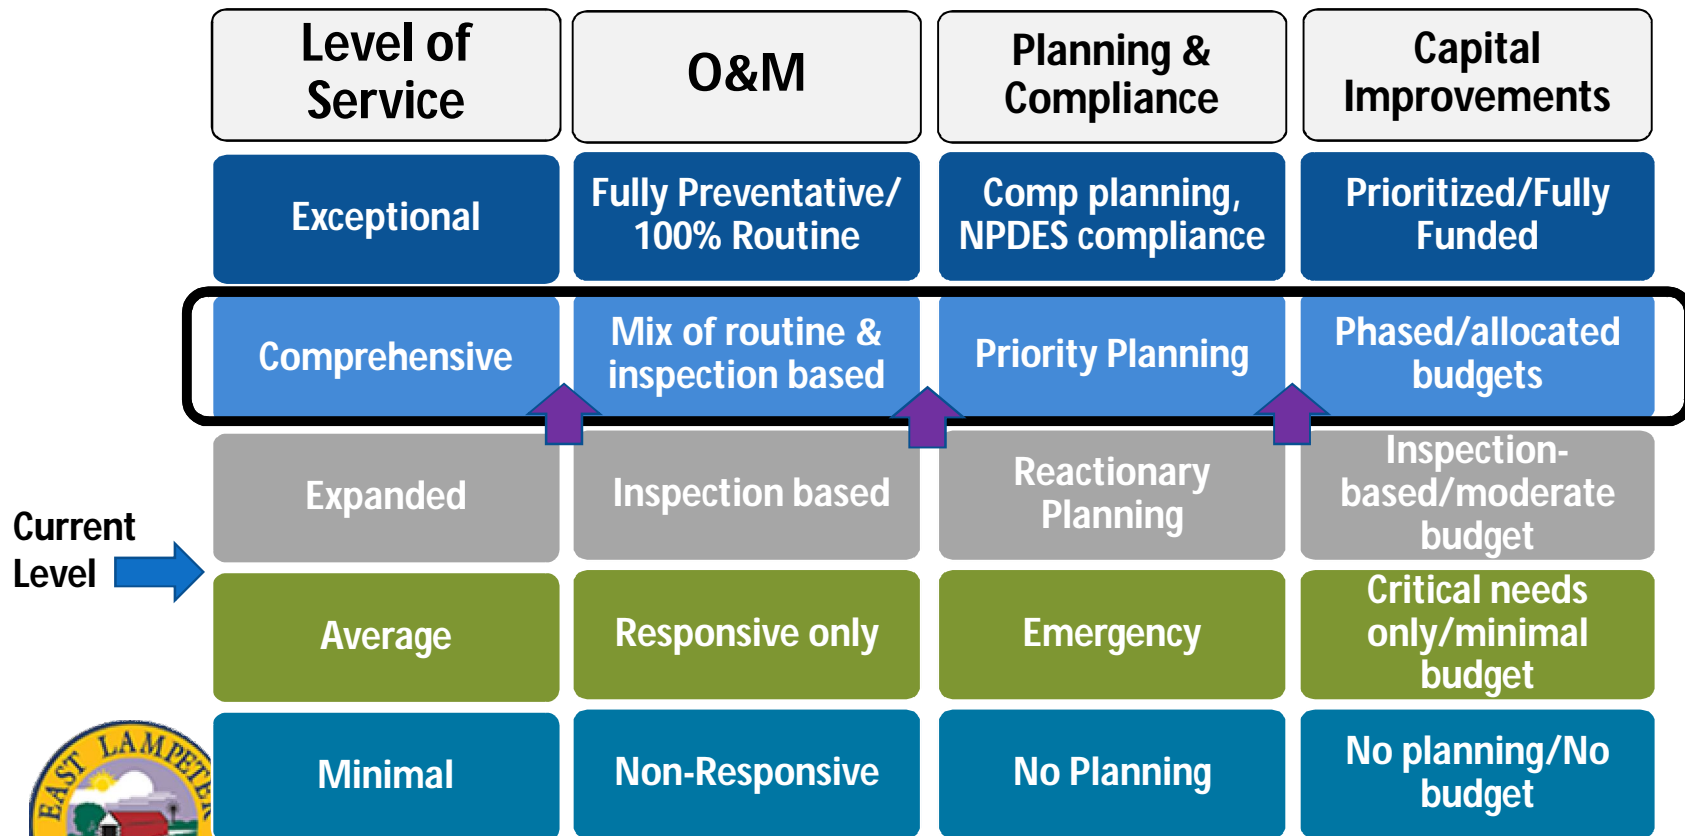 Level of
Service
O&M
Planning &
Compliance
Capital
Improvements
Exceptional
Fully Preventative/
100% Routine
Comp planning,
NPDES compliance
Prioritized/Fully
Funded
Comprehensive
Mix of routine &
inspection based
Priority Planning
Phased/allocated
budgets
Expanded
Inspection based
Reactionary
Planning
Inspection-
based/moderate
budget
Current
Level
Average
Responsive only
Emergency
Critical needs
only/minimal
budget
Minimal
Non-Responsive
No Planning
No planning/No
budget
EAST LAMPETER